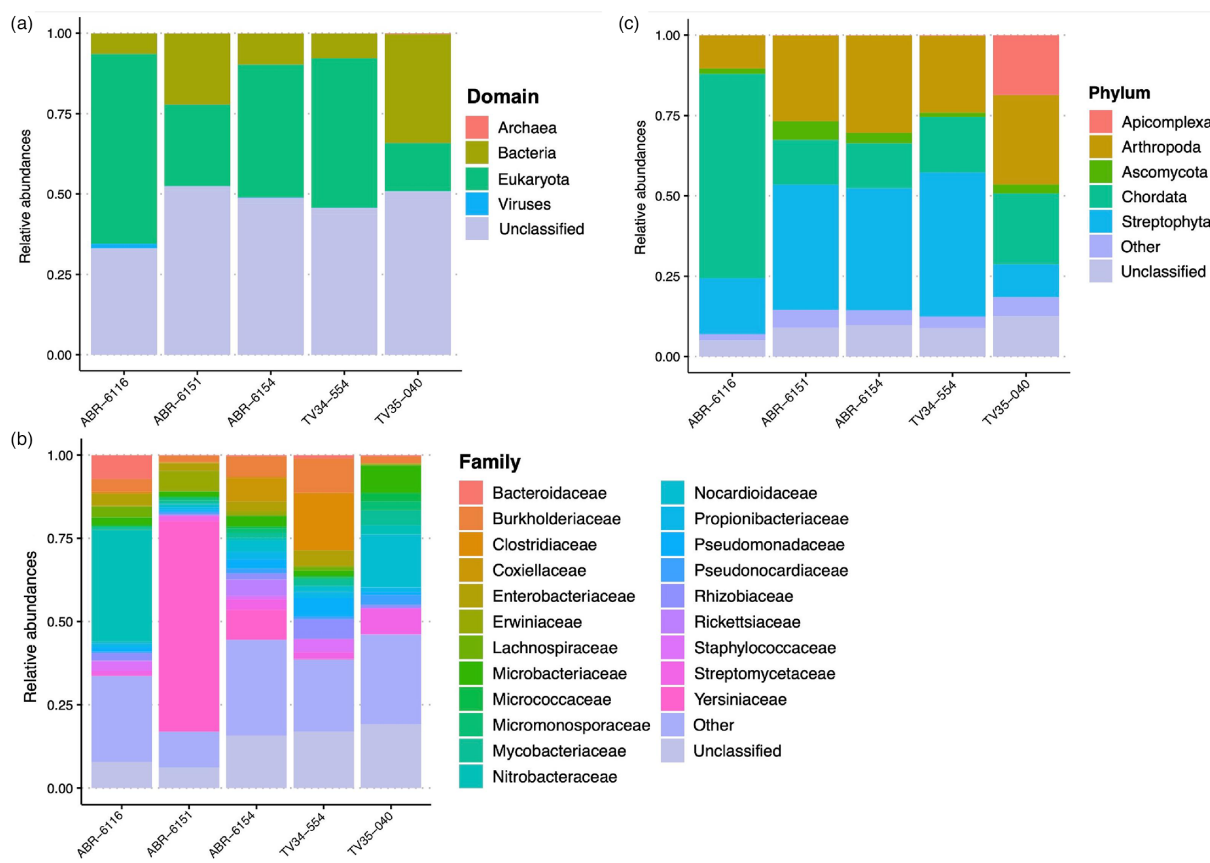 (a)
1.00
0.75
0.50
0.25
0.00
Relative abundances
ABR−6116
ABR−6151
ABR−6154
TV34−554
TV35−040
Domain
Archaea
Bacteria
Eukaryota
Viruses
Unclassified
(c)
1.00
0.75
0.50
0.25
0.00
Relative abundances
ABR−6116
ABR−6151
ABR−6154
TV34−554
TV35−040
Phylum
Apicomplexa
Arthropoda
Ascomycota
Chordata
Streptophyta
Other
Unclassified
(b)
1.00
0.75
0.50
0.25
0.00
Relative abundances
ABR−6116
ABR−6151
ABR−6154
TV34−554
TV35−040
Family
Bacteroidaceae
Burkholderiaceae
Clostridiaceae
Coxiellaceae
Enterobacteriaceae
Erwiniaceae
Lachnospiraceae
Microbacteriaceae
Micrococcaceae
Micromonosporaceae
Mycobacteriaceae
Nitrobacteraceae
Nocardioidaceae
Propionibacteriaceae
Pseudomonadaceae
Pseudonocardiaceae
Rhizobiaceae
Rickettsiaceae
Staphylococcaceae
Streptomycetaceae
Yersiniaceae
Other
Unclassified